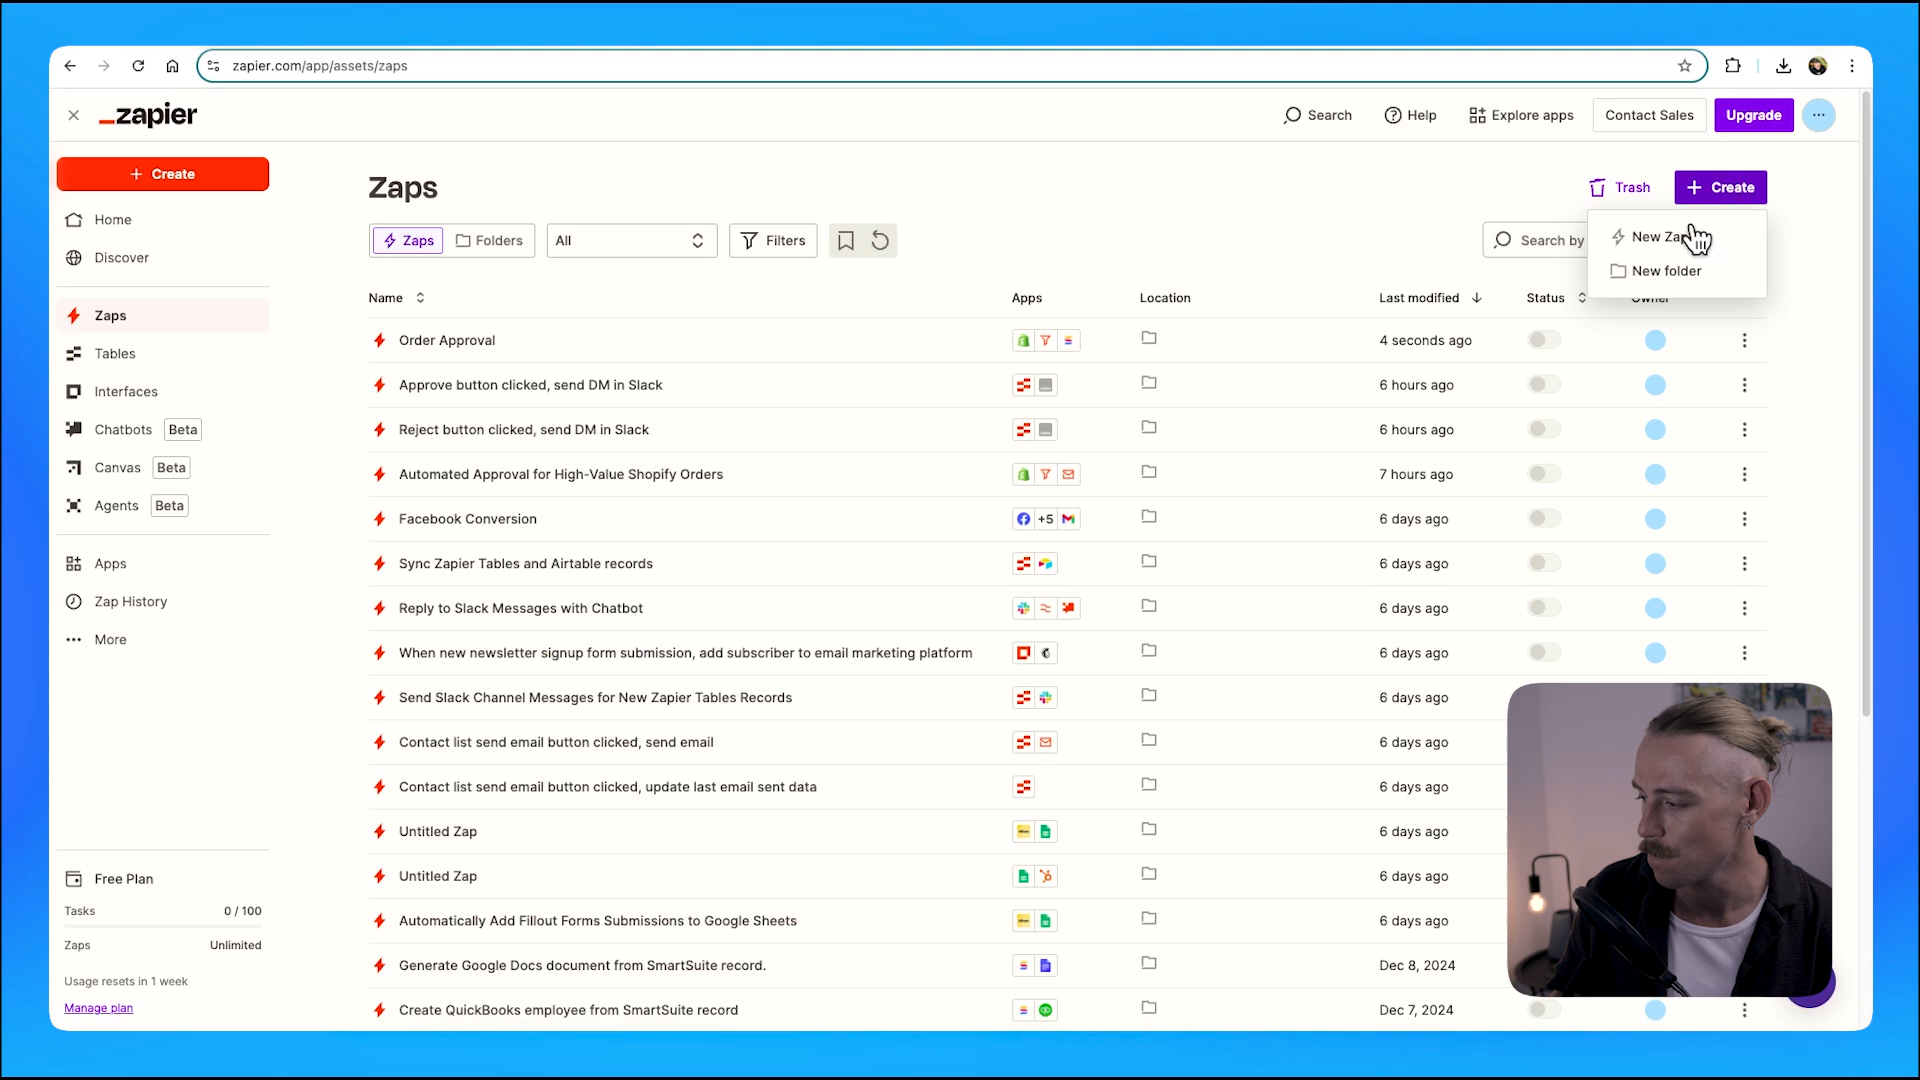 zapier.com/app/assets/zaps
_zapier
Search
Help
Explore apps
Contact Sales
Upgrade
+ Create
Home
Discover
Zaps
Tables
Interfaces
Chatbots Beta
Canvas Beta
Agents Beta
Apps
Zap History
More
Free Plan
Tasks 0 / 100
Zaps Unlimited
Usage resets in 1 week
Manage plan
Zaps
Trash
+ Create
Zaps
Folders
All
Filters
Search by
New Zap
New folder
Name Apps Location Last modified Status Owner
Order Approval 4 seconds ago
Approve button clicked, send DM in Slack 6 hours ago
Reject button clicked, send DM in Slack 6 hours ago
Automated Approval for High-Value Shopify Orders 7 hours ago
Facebook Conversion +5 6 days ago
Sync Zapier Tables and Airtable records 6 days ago
Reply to Slack Messages with Chatbot 6 days ago
When new newsletter signup form submission, add subscriber to email marketing platform 6 days ago
Send Slack Channel Messages for New Zapier Tables Records 6 days ago
Contact list send email button clicked, send email 6 days ago
Contact list send email button clicked, update last email sent data 6 days ago
Untitled Zap 6 days ago
Untitled Zap 6 days ago
Automatically Add Fillout Forms Submissions to Google Sheets 6 days ago
Generate Google Docs document from SmartSuite record. Dec 8, 2024
Create QuickBooks employee from SmartSuite record Dec 7, 2024